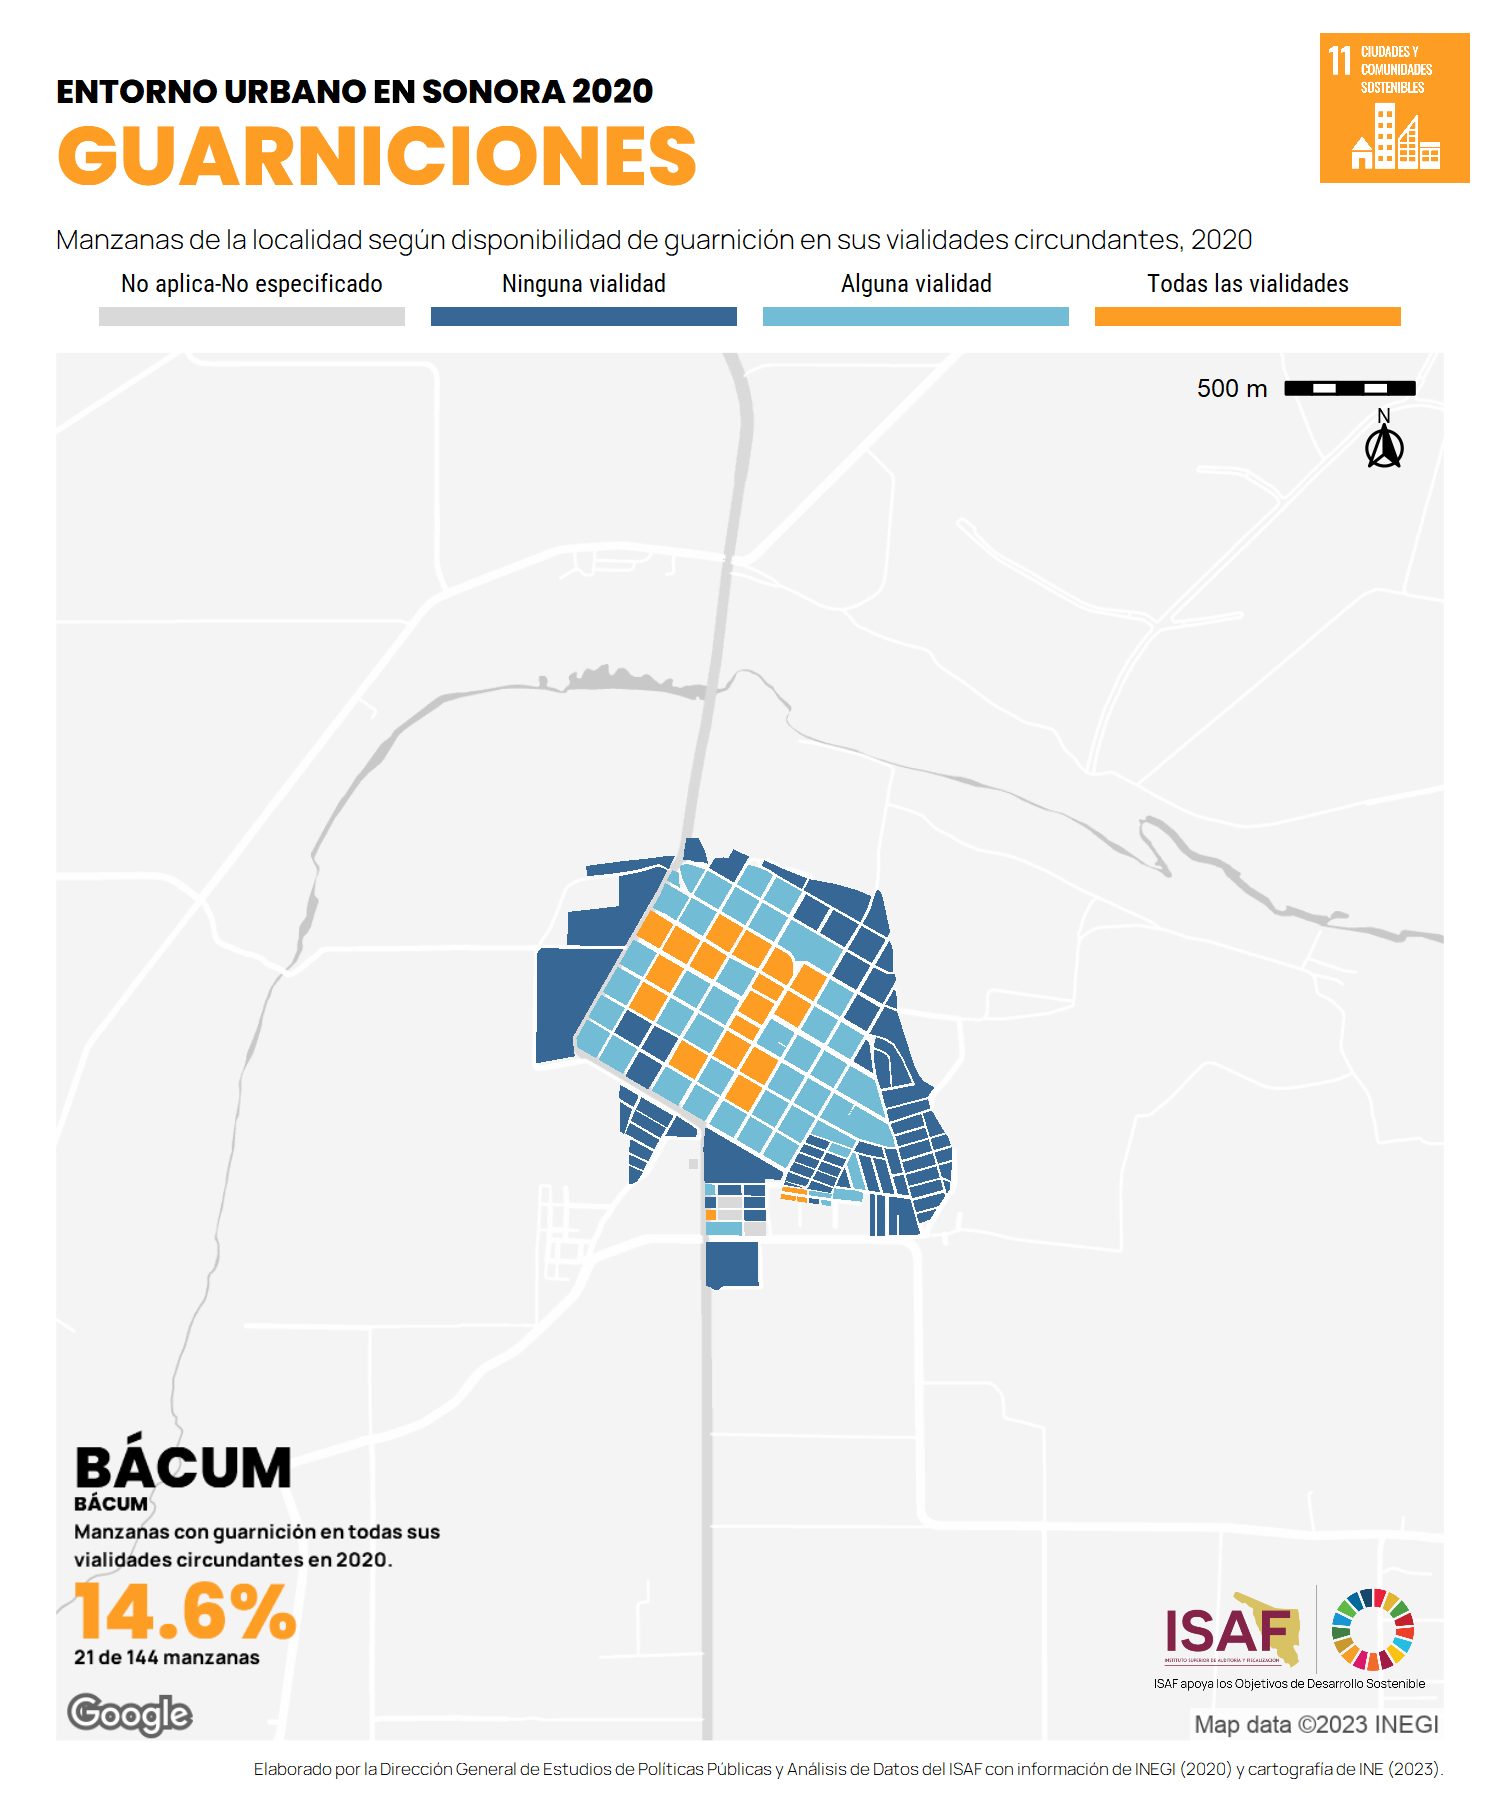 11 CIUDADES Y
COMUNIDADES
SOSTENIBLES
ENTORNO URBANO EN SONORA 2020
GUARNICIONES
Manzanas de la localidad según disponibilidad de guarnición en sus vialidades circundantes, 2020
No aplica-No especificado
Ninguna vialidad
Alguna vialidad
Todas las vialidades
500 m
N
BÁCUM
BÁCUM
Manzanas con guarnición en todas sus
vialidades circundantes en 2020.
14.6%
21 de 144 manzanas
Google
ISAF
INSTITUTO SUPERIOR DE AUDITORÍA Y FISCALIZACIÓN
ISAF apoya los Objetivos de Desarrollo Sostenible
Map data ©2023 INEGI
Elaborado por la Dirección General de Estudios de Políticas Públicas y Análisis de Datos del ISAF con información de INEGI (2020) y cartografía de INE (2023).